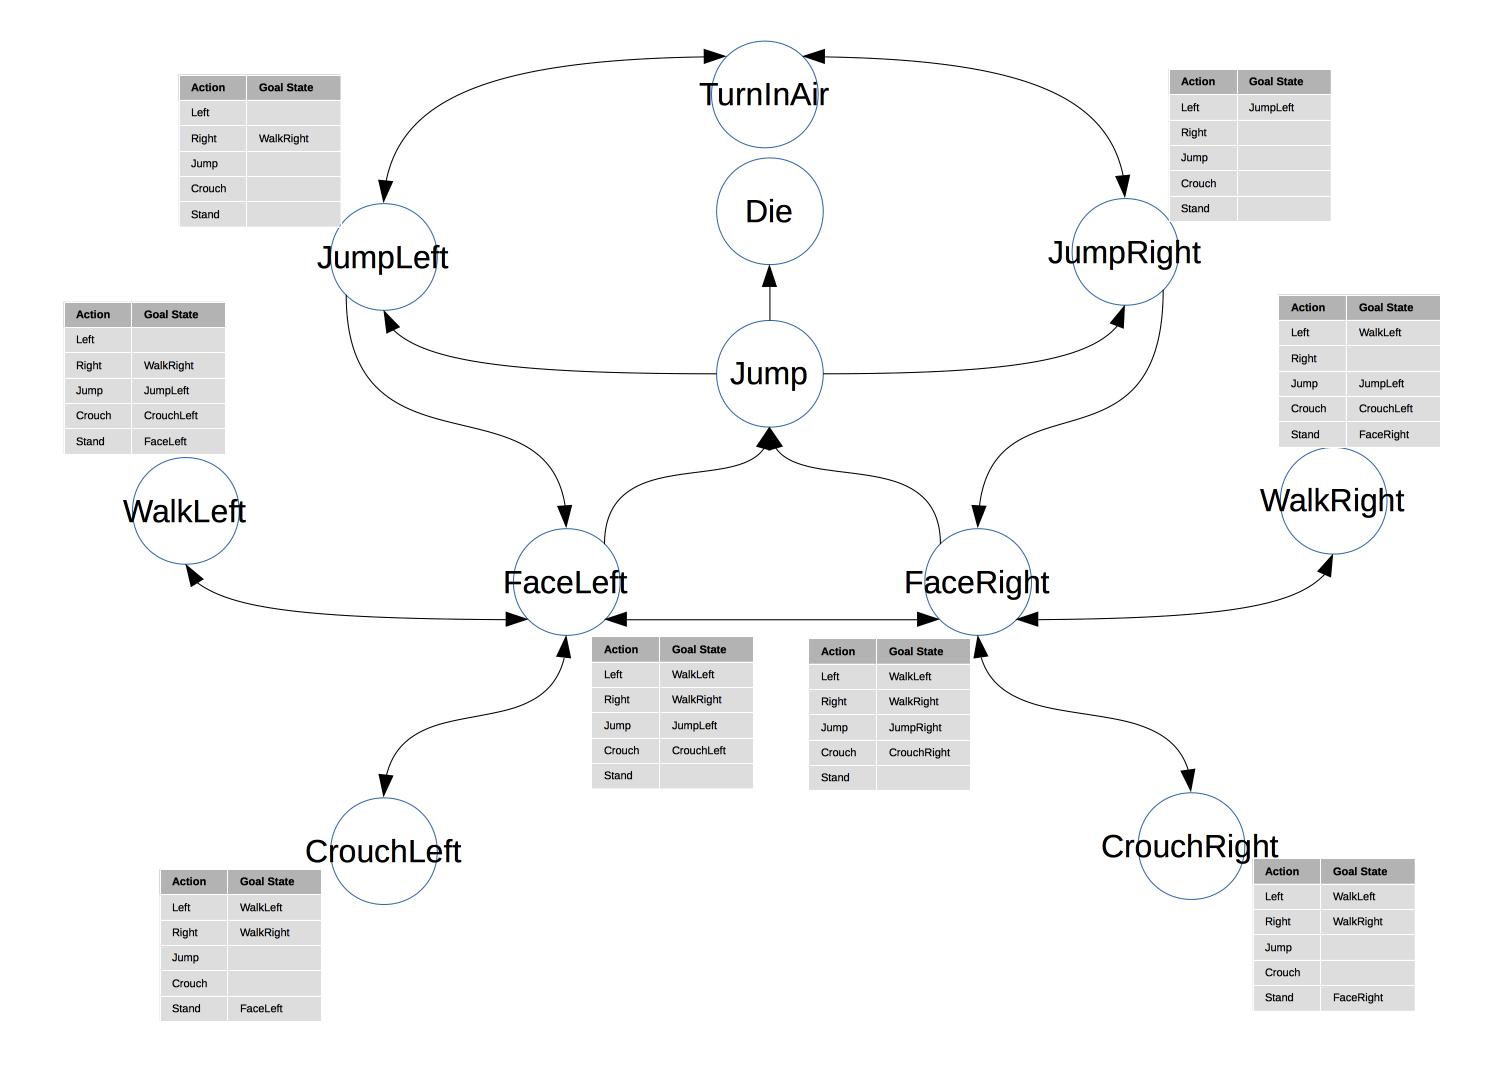 TurnInAir
Action Goal State
Left
Right WalkRight
Jump
Crouch
Stand
JumpLeft
Die
Action Goal State
Left JumpLeft
Right
Jump
Crouch
Stand
JumpRight
Jump
Action Goal State
Left
Right WalkRight
Jump JumpLeft
Crouch CrouchLeft
Stand FaceLeft
WalkLeft
Action Goal State
Left WalkLeft
Right
Jump JumpLeft
Crouch CrouchLeft
Stand FaceRight
WalkRight
FaceLeft
FaceRight
Action Goal State
Left WalkLeft
Right WalkRight
Jump JumpLeft
Crouch CrouchLeft
Stand
Action Goal State
Left WalkLeft
Right WalkRight
Jump JumpRight
Crouch CrouchRight
Stand
CrouchLeft
Action Goal State
Left WalkLeft
Right WalkRight
Jump
Crouch
Stand FaceLeft
CrouchRight
Action Goal State
Left WalkLeft
Right WalkRight
Jump
Crouch
Stand FaceRight